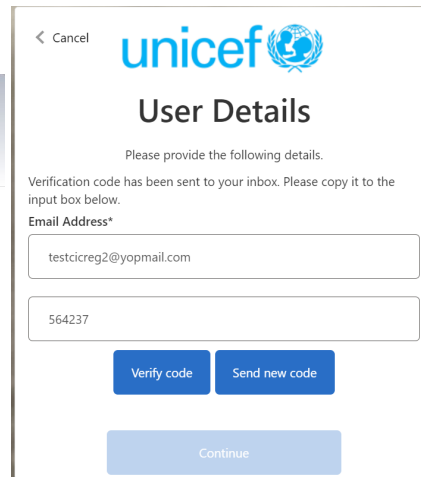 Cancel
unicef
User Details
Please provide the following details.
Verification code has been sent to your inbox. Please copy it to the
input box below.
Email Address*
testcicreg2@yopmail.com
564237
Verify code Send new code
Continue